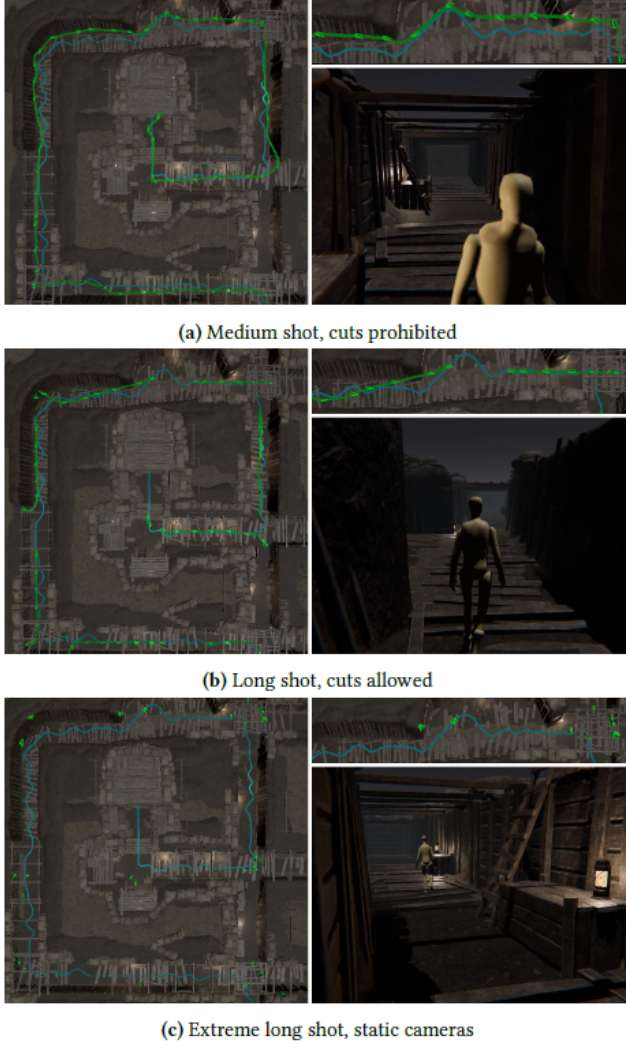 (a) Medium shot, cuts prohibited
(b) Long shot, cuts allowed
(c) Extreme long shot, static cameras